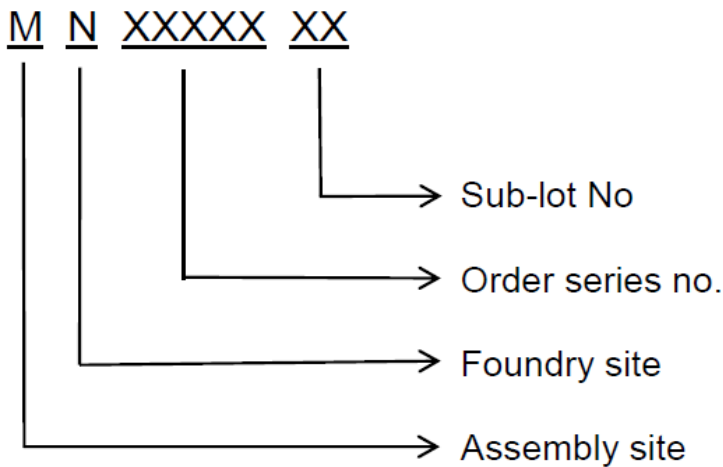 M N XXXXX XX
Sub-lot No
Order series no.
Foundry site
Assembly site